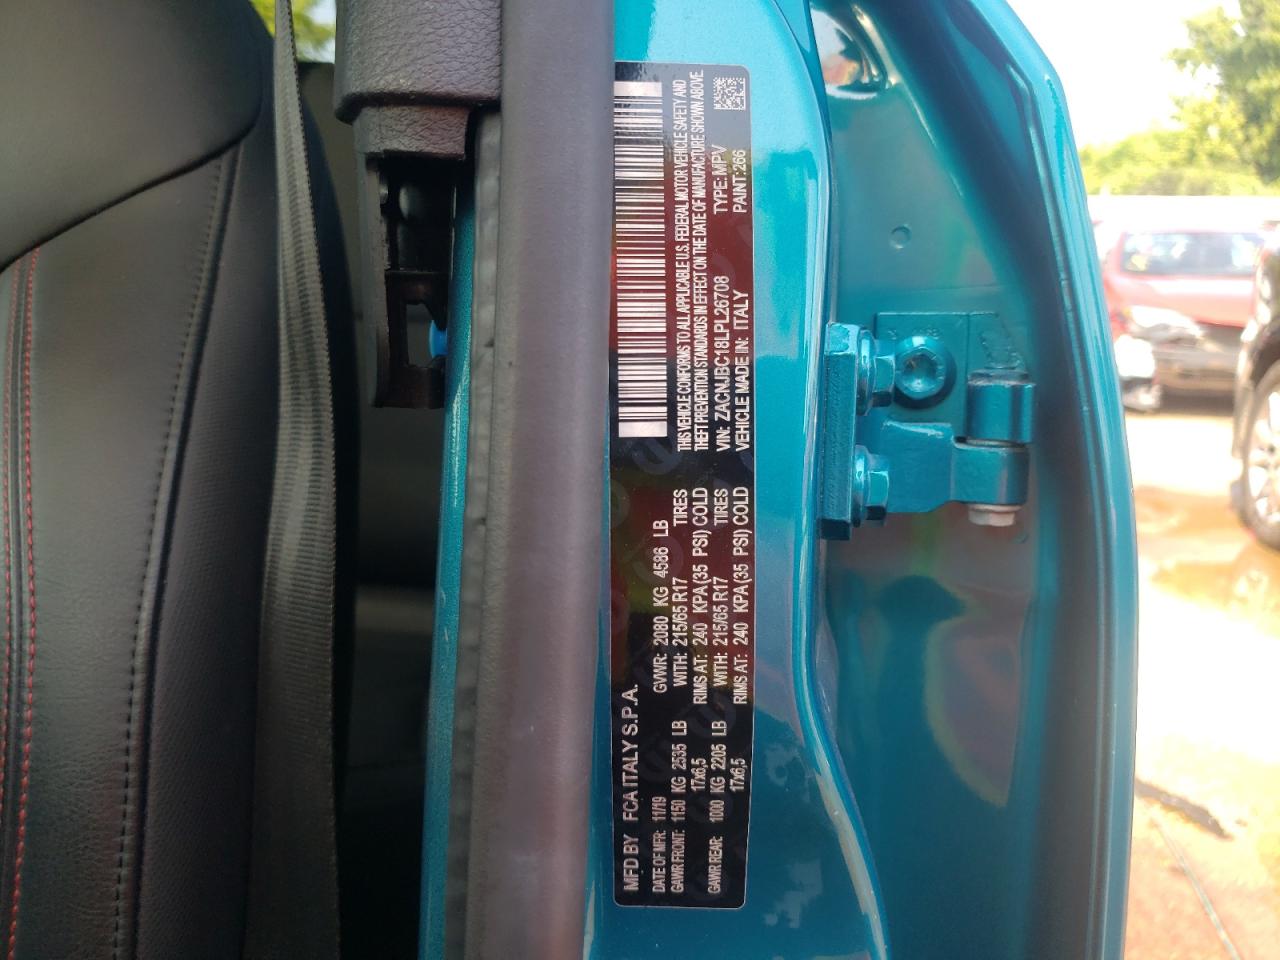 MFD BY FCA ITALY S.P.A.
DATE OF MFR: 11/19 GVWR: 2080 KG 4586 LB
GAWR FRONT: 1150 KG 2535 LB WITH: 215/65 R17 TIRES
17x6,5 RIMS AT: 240 KPA(35 PSI) COLD
GAWR REAR: 1000 KG 2205 LB WITH: 215/65 R17 TIRES
17x6,5 RIMS AT: 240 KPA(35 PSI) COLD
THIS VEHICLE CONFORMS TO ALL APPLICABLE U.S. FEDERAL MOTOR VEHICLE SAFETY AND
THEFT PREVENTION STANDARDS IN EFFECT ON THE DATE OF MANUFACTURE SHOWN ABOVE.
VIN: ZACNJBC18LPL26708 TYPE: MPV
VEHICLE MADE IN: ITALY PAINT: 266